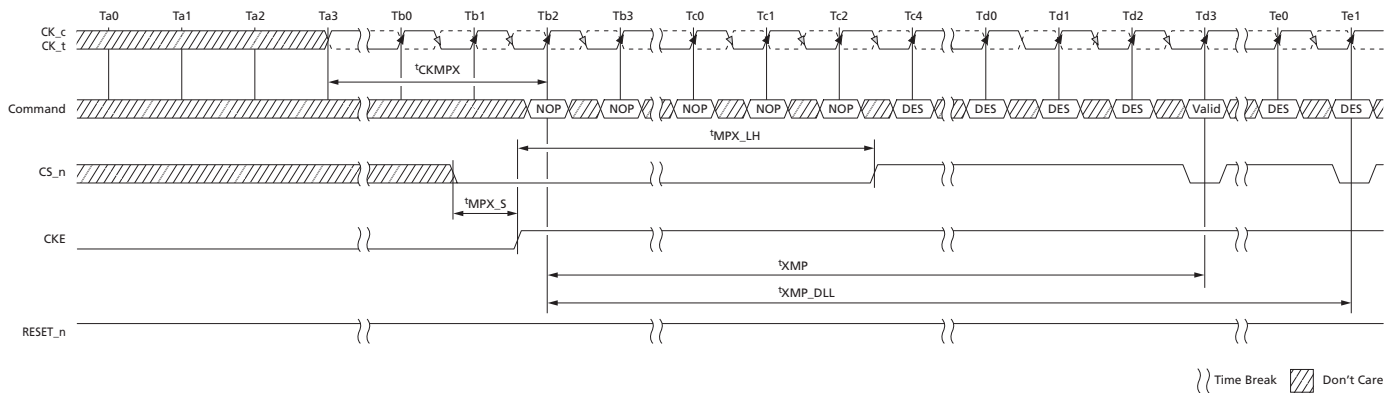 Ta0 Ta1 Ta2 Ta3 Tb0 Tb1 Tb2 Tb3 Tc0 Tc1 Tc2 Tc4 Td0 Td1 Td2 Td3 Te0 Te1
CK_c
CK_t
tCKMPX
Command NOP NOP NOP NOP NOP DES DES DES DES Valid DES DES
tMPX_LH
CS_n
tMPX_S
CKE
tXMP
tXMP_DLL
RESET_n
Time Break Don't Care